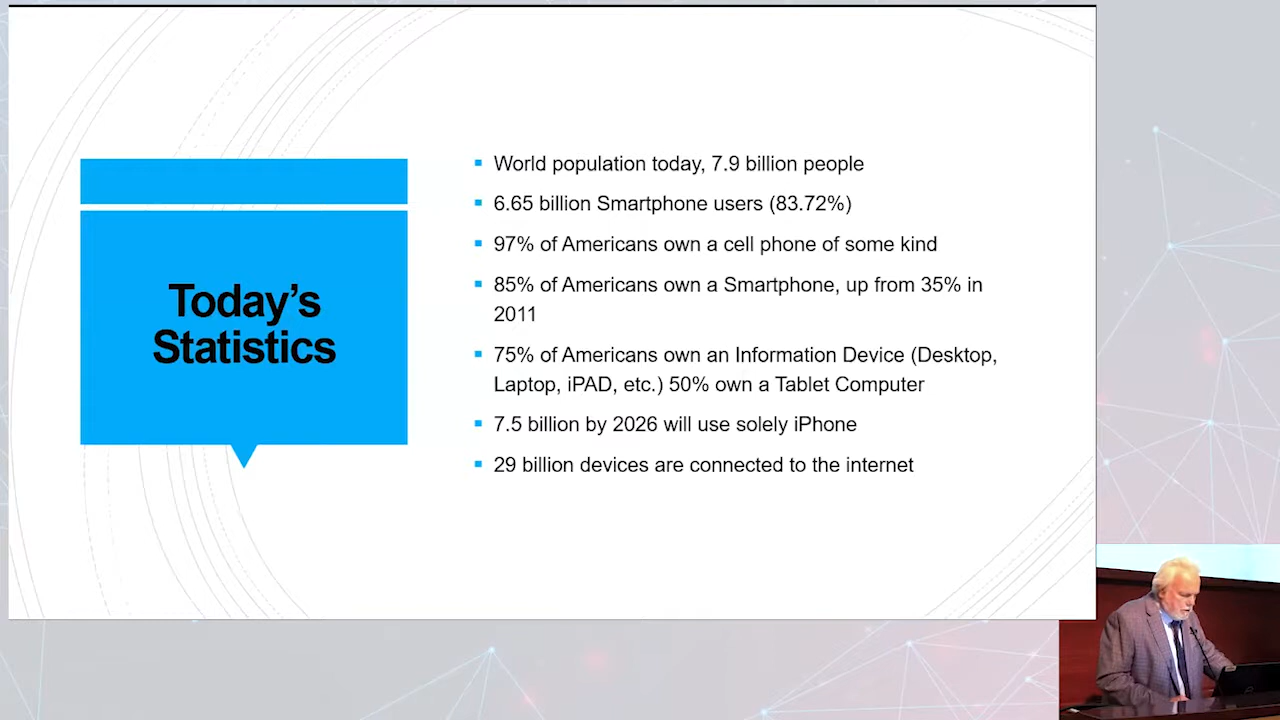 Today’s
Statistics
World population today, 7.9 billion people
6.65 billion Smartphone users (83.72%)
97% of Americans own a cell phone of some kind
85% of Americans own a Smartphone, up from 35% in
2011
75% of Americans own an Information Device (Desktop,
Laptop, iPAD, etc.) 50% own a Tablet Computer
7.5 billion by 2026 will use solely iPhone
29 billion devices are connected to the internet